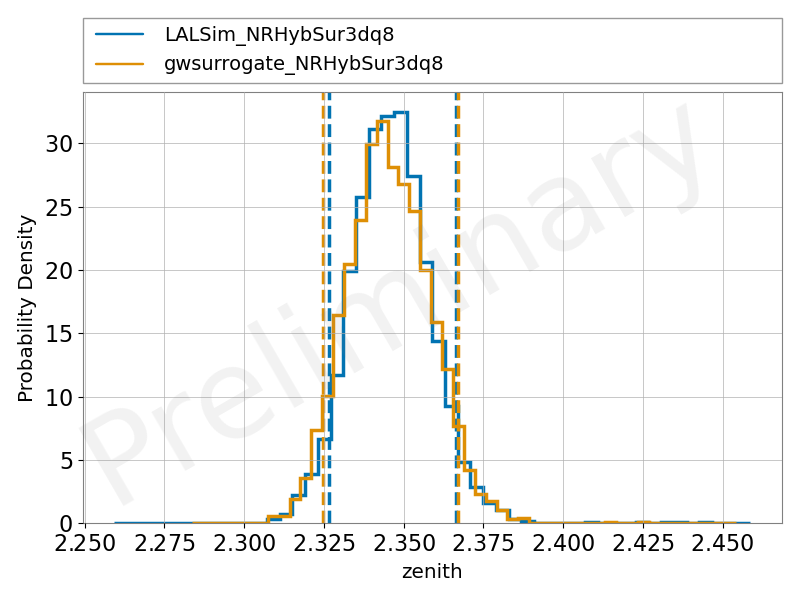 LALSim_NRHybSur3dq8
gwsurrogate_NRHybSur3dq8
Preliminary
Probability Density
30
25
20
15
10
5
0
2.250 2.275 2.300 2.325 2.350 2.375 2.400 2.425 2.450
zenith